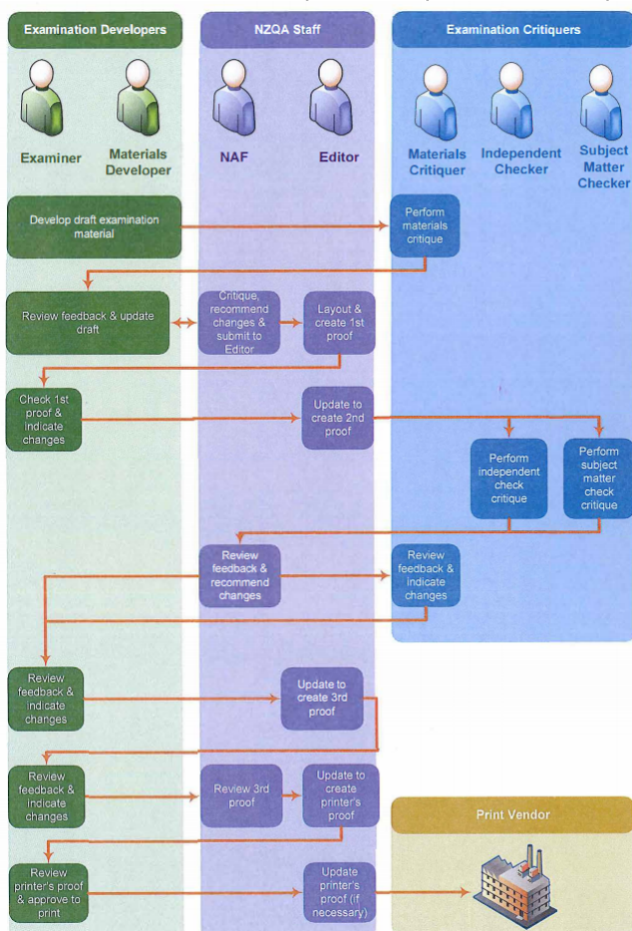 Examination Developers
NZQA Staff
Examination Critiquers
Examiner
Materials
Developer
NAF
Editor
Materials
Critiquer
Independent
Checker
Subject
Matter
Checker
Develop draft examination
material
Perform
materials
critique
Review feedback & update
draft
Critique,
recommend
changes &
submit to
Editor
Layout &
create 1st
proof
Check 1st
proof &
indicate
changes
Update to
create 2nd
proof
Perform
independent
check
critique
Perform
subject
matter
check
critique
Review
feedback &
recommend
changes
Review
feedback &
indicate
changes
Review
feedback &
indicate
changes
Update to
create 3rd
proof
Review
feedback &
indicate
changes
Review 3rd
proof
Update to
create
printer's
proof
Print Vendor
Review
printer's proof
& approve to
print
Update
printer's
proof (if
necessary)